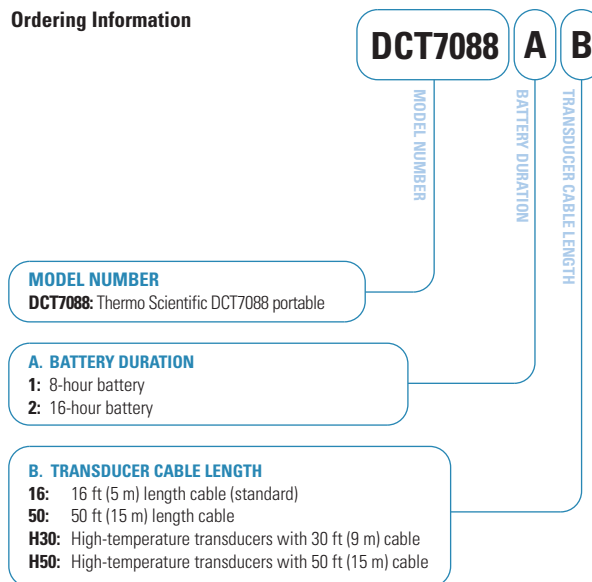 Ordering Information
DCT7088 A B
MODEL NUMBER
BATTERY DURATION
TRANSDUCER CABLE LENGTH
MODEL NUMBER
DCT7088: Thermo Scientific DCT7088 portable
A. BATTERY DURATION
1: 8-hour battery
2: 16-hour battery
B. TRANSDUCER CABLE LENGTH
16: 16 ft (5 m) length cable (standard)
50: 50 ft (15 m) length cable
H30: High-temperature transducers with 30 ft (9 m) cable
H50: High-temperature transducers with 50 ft (15 m) cable